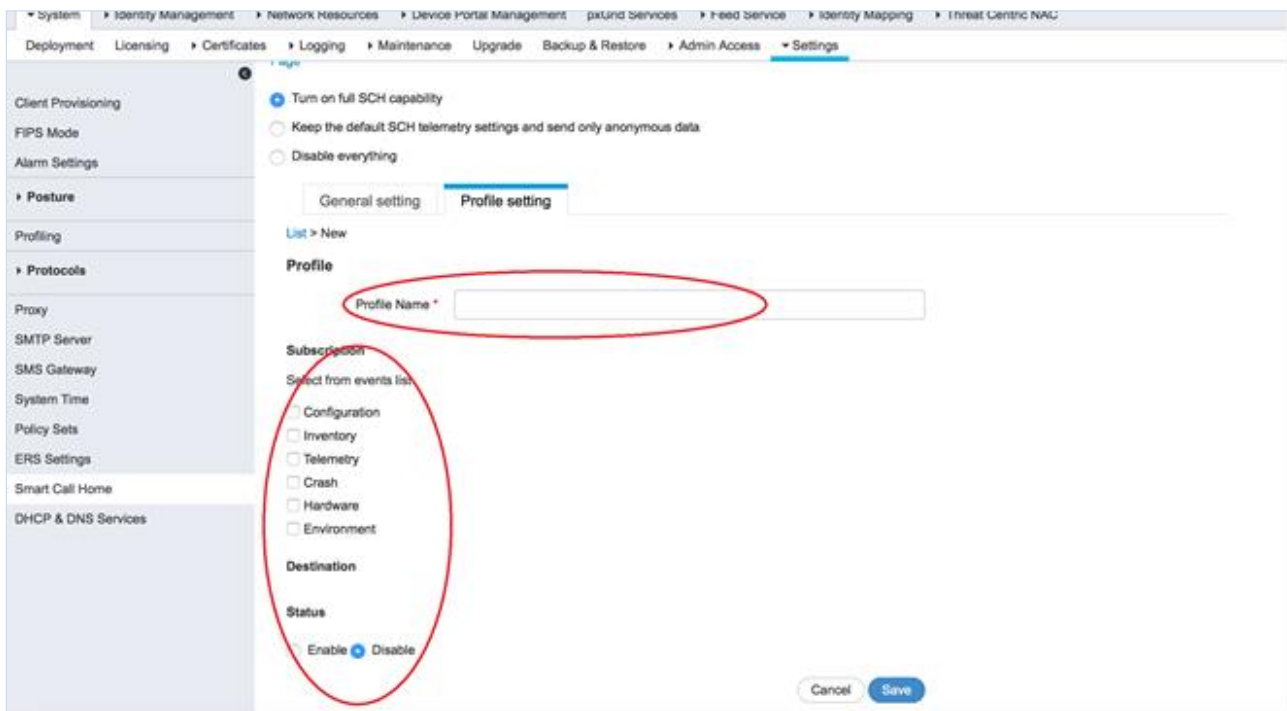 System Identity Management Network Resources Device Portal Management pxGrid Services Feed Service Identity Mapping Threat Centric NAC
Deployment Licensing Certificates Logging Maintenance Upgrade Backup & Restore Admin Access Settings
Page
Client Provisioning
FIPS Mode
Alarm Settings
Posture
Profiling
Protocols
Proxy
SMTP Server
SMS Gateway
System Time
Policy Sets
ERS Settings
Smart Call Home
DHCP & DNS Services
Turn on full SCH capability
Keep the default SCH telemetry settings and send only anonymous data
Disable everything
General setting Profile setting
List > New
Profile
Profile Name *
Subscription
Select from events list
Configuration
Inventory
Telemetry
Crash
Hardware
Environment
Destination
Status
Enable Disable
Cancel Save